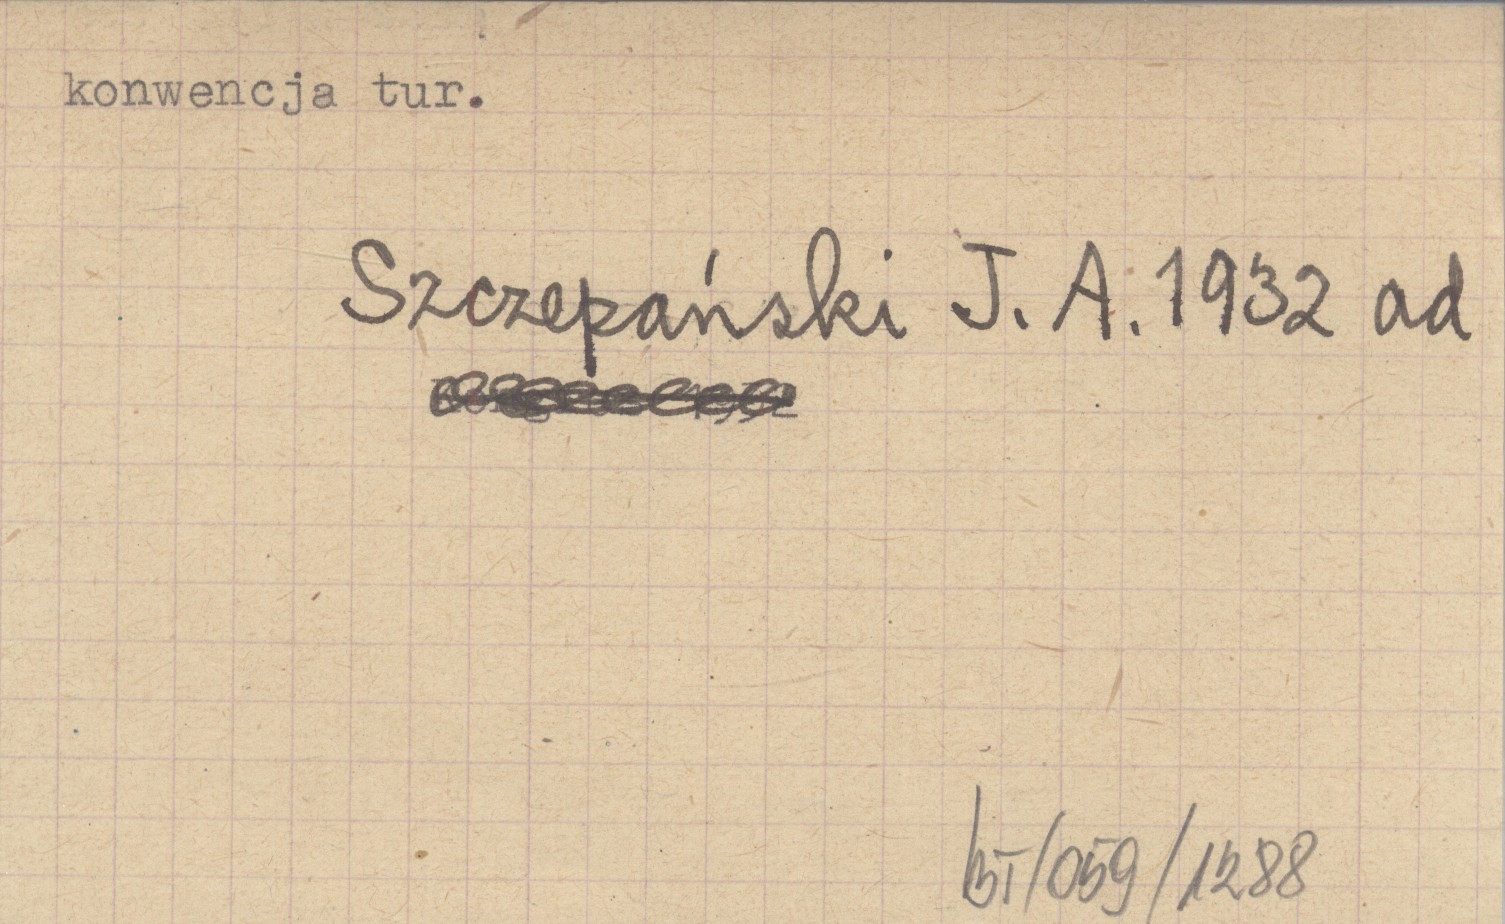 konwencja tur.
Szczepański J. A. 1932 ad
bT/059/1288